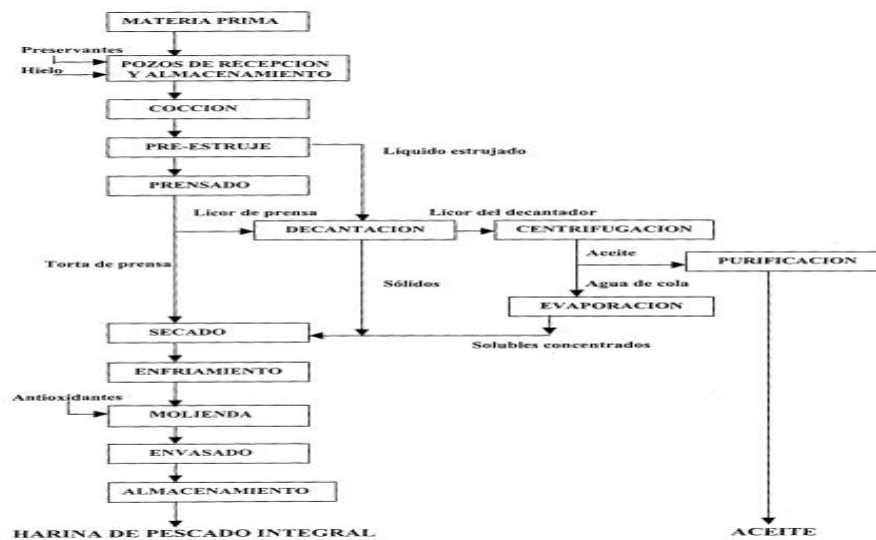 MATERIA PRIMA
Preservantes
Hielo
POZOS DE RECEPCION
Y ALMACENAMIENTO
COCCION
PRE-ESTRUJE
Líquido estrujado
PRENSADO
Licor de prensa
Licor del decantador
DECANTACION
CENTRIFUGACION
Aceite
PURIFICACION
Torta de prensa
Sólidos
Agua de cola
EVAPORACION
SECADO
Solubles concentrados
ENFRIAMIENTO
Antioxidantes
MOLIENDA
ENVASADO
ALMACENAMIENTO
HARINA DE PESCADO INTEGRAL
ACEITE